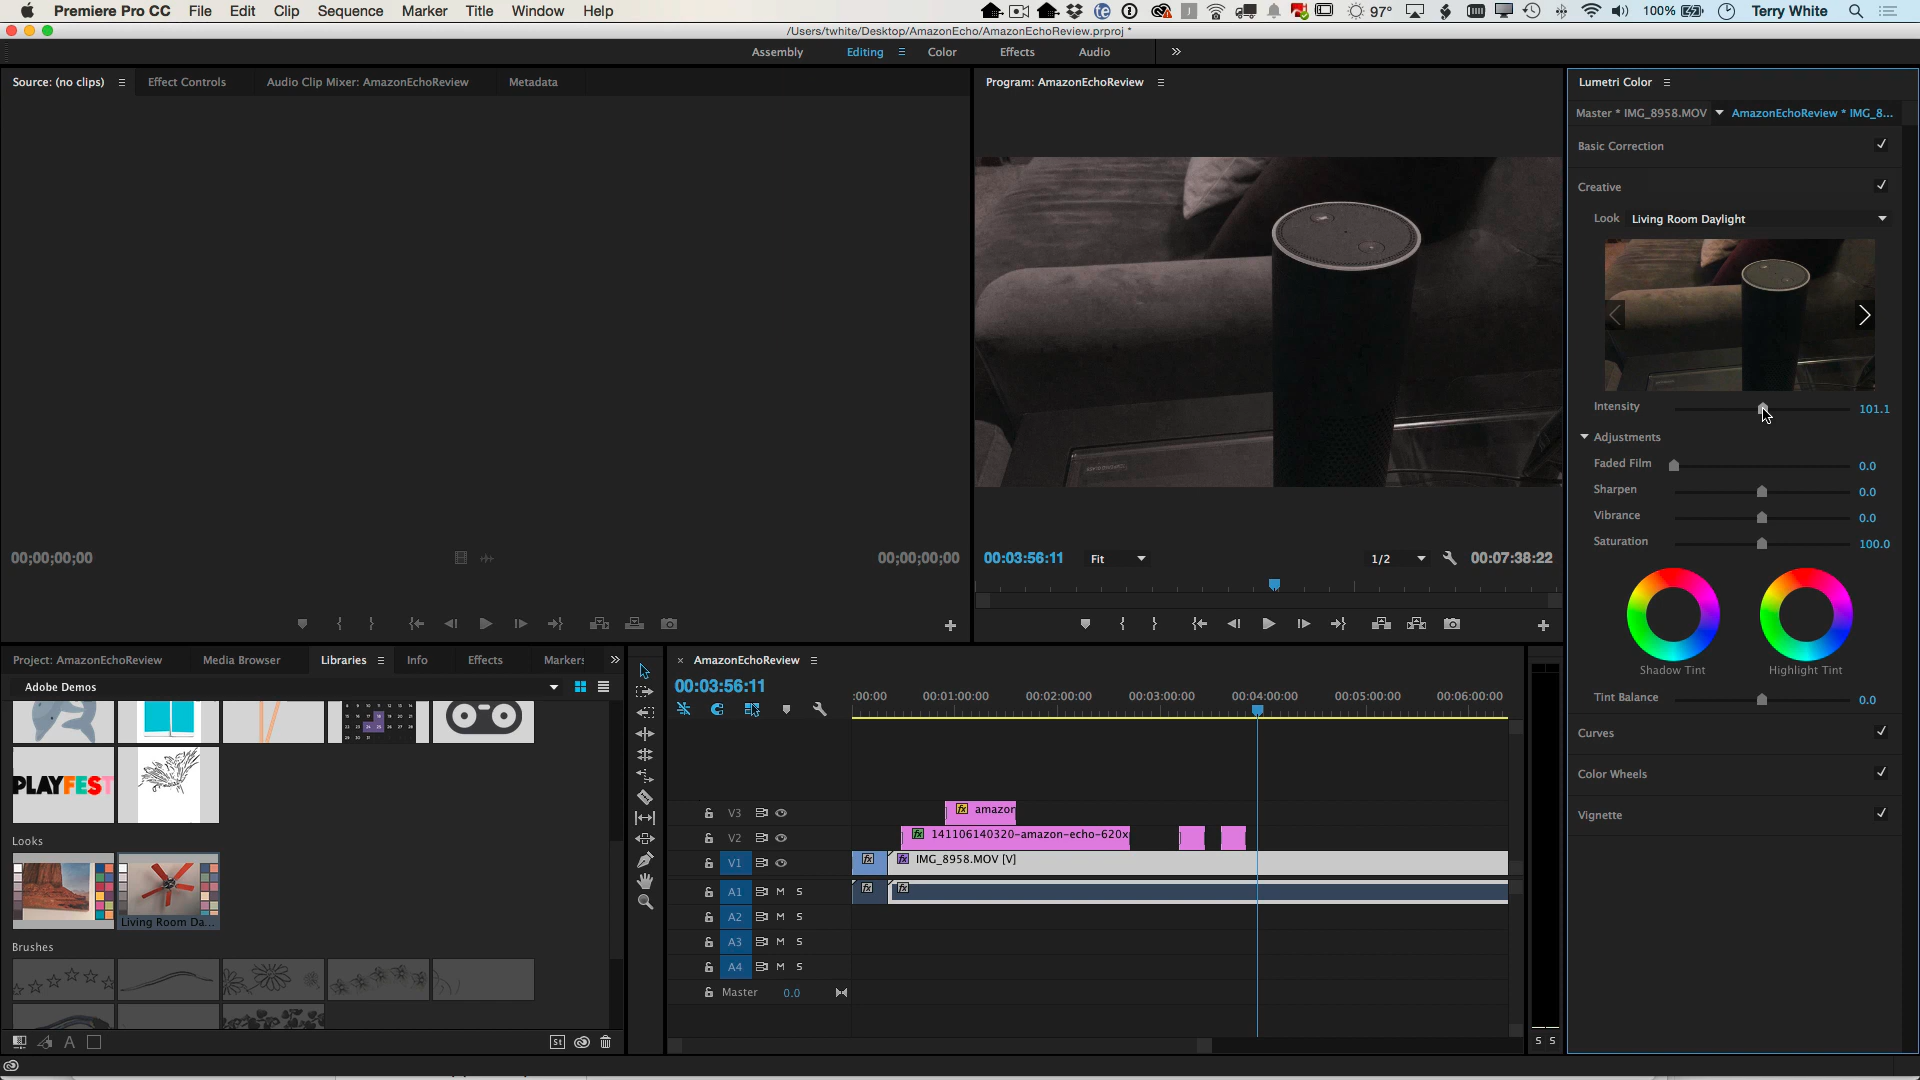 Premiere Pro CC File Edit Clip Sequence Marker Title Window Help 97° 100% Terry White
/Users/twhite/Desktop/AmazonEcho/AmazonEchoReview.prproj *
Assembly Editing Color Effects Audio
Source: (no clips) Effect Controls Audio Clip Mixer: AmazonEchoReview Metadata
Program: AmazonEchoReview
Lumetri Color
Master * IMG_8958.MOV AmazonEchoReview * IMG_8...
Basic Correction
Creative
Look Living Room Daylight
Intensity 101.1
Adjustments
Faded Film 0.0
Sharpen 0.0
Vibrance 0.0
Saturation 100.0
Shadow Tint Highlight Tint
Tint Balance 0.0
Curves
Color Wheels
Vignette
00;00;00;00 00;00;00;00
00:03:56:11 Fit 1/2 00:07:38:22
Project: AmazonEchoReview Media Browser Libraries Info Effects Markers
Adobe Demos
PLAYFEST
Looks
Living Room Da...
Brushes
St
AmazonEchoReview
00:03:56:11
:00:00 00:01:00:00 00:02:00:00 00:03:00:00 00:04:00:00 00:05:00:00 00:06:00:00
V3 fx amazon
V2 fx 141106140320-amazon-echo-620x
V1 fx fx IMG_8958.MOV [V]
A1 M S fx fx
A2 M S
A3 M S
A4 M S
Master 0.0
S S